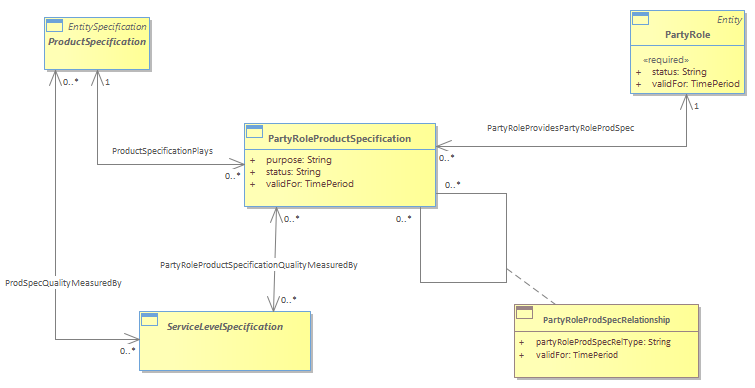 EntitySpecification
ProductSpecification
Entity
PartyRole
«required»
+ status: String
+ validFor: TimePeriod
0..*
1
1
PartyRoleProductSpecification
+ purpose: String
+ status: String
+ validFor: TimePeriod
PartyRoleProvidesPartyRoleProdSpec
0..*
ProductSpecificationPlays
0..*
0..*
0..*
0..*
PartyRoleProductSpecificationQualityMeasuredBy
ProdSpecQualityMeasuredBy
0..*
ServiceLevelSpecification
0..*
PartyRoleProdSpecRelationship
+ partyRoleProdSpecRelType: String
+ validFor: TimePeriod